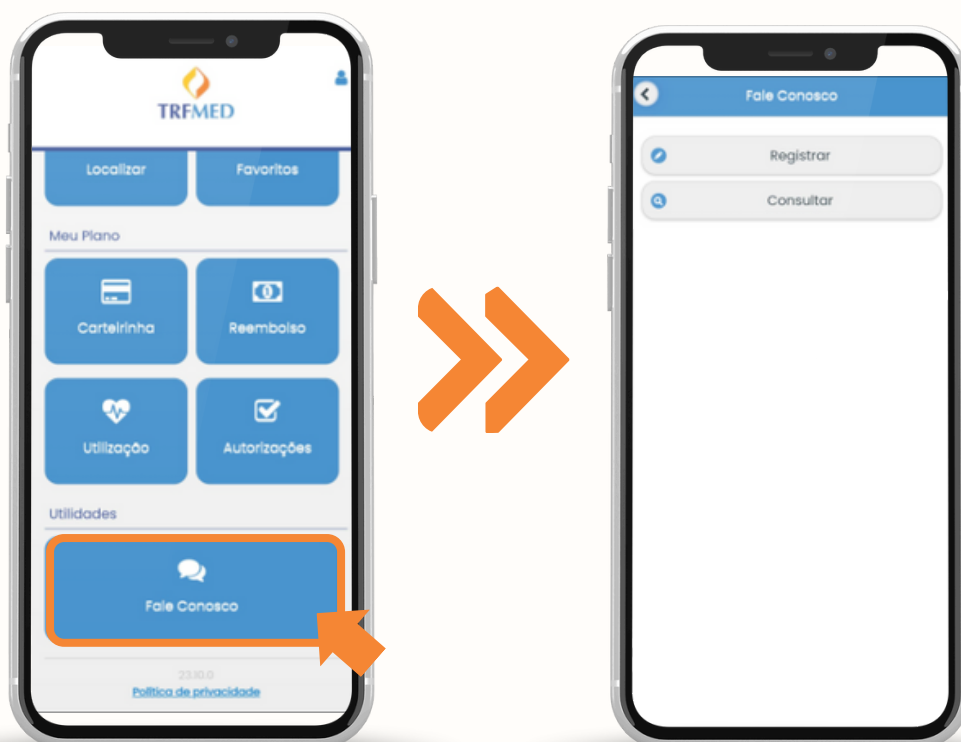 TRFMED
Localizar
Favoritos
Meu Plano
Carteirinha
Reembolso
Utilização
Autorizações
Utilidades
Fale Conosco
23.10.0
Política de privacidade
Fale Conosco
Registrar
Consultar